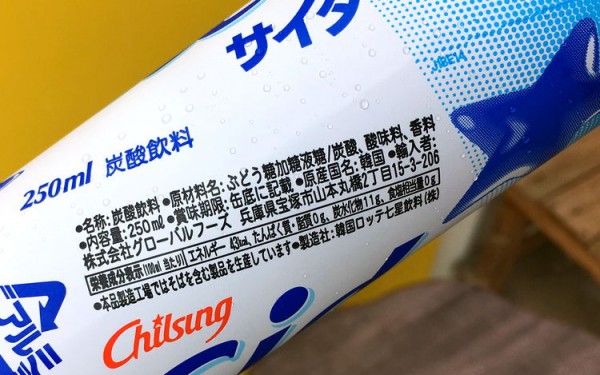 サイダ
250ml 炭酸飲料
●名称:炭酸飲料 ●原材料名:ぶどう糖加糖液糖/炭酸、酸味料、香料
●内容量:250ml ●賞味期限:缶底に記載 ●原産国名:韓国 ●輸入者:
株式会社グローバルフーズ 兵庫県宝塚市山本丸橋2丁目15-3-206
栄養成分表示(100ml当たり) エネルギー 43kcal、たんぱく質・脂質0g、炭水化物11g、食塩相当量0g
●本品製造工場ではそばを含む製品を生産しています ●製造社:韓国ロッテ七星飲料(株)
Chilsung
アルミ